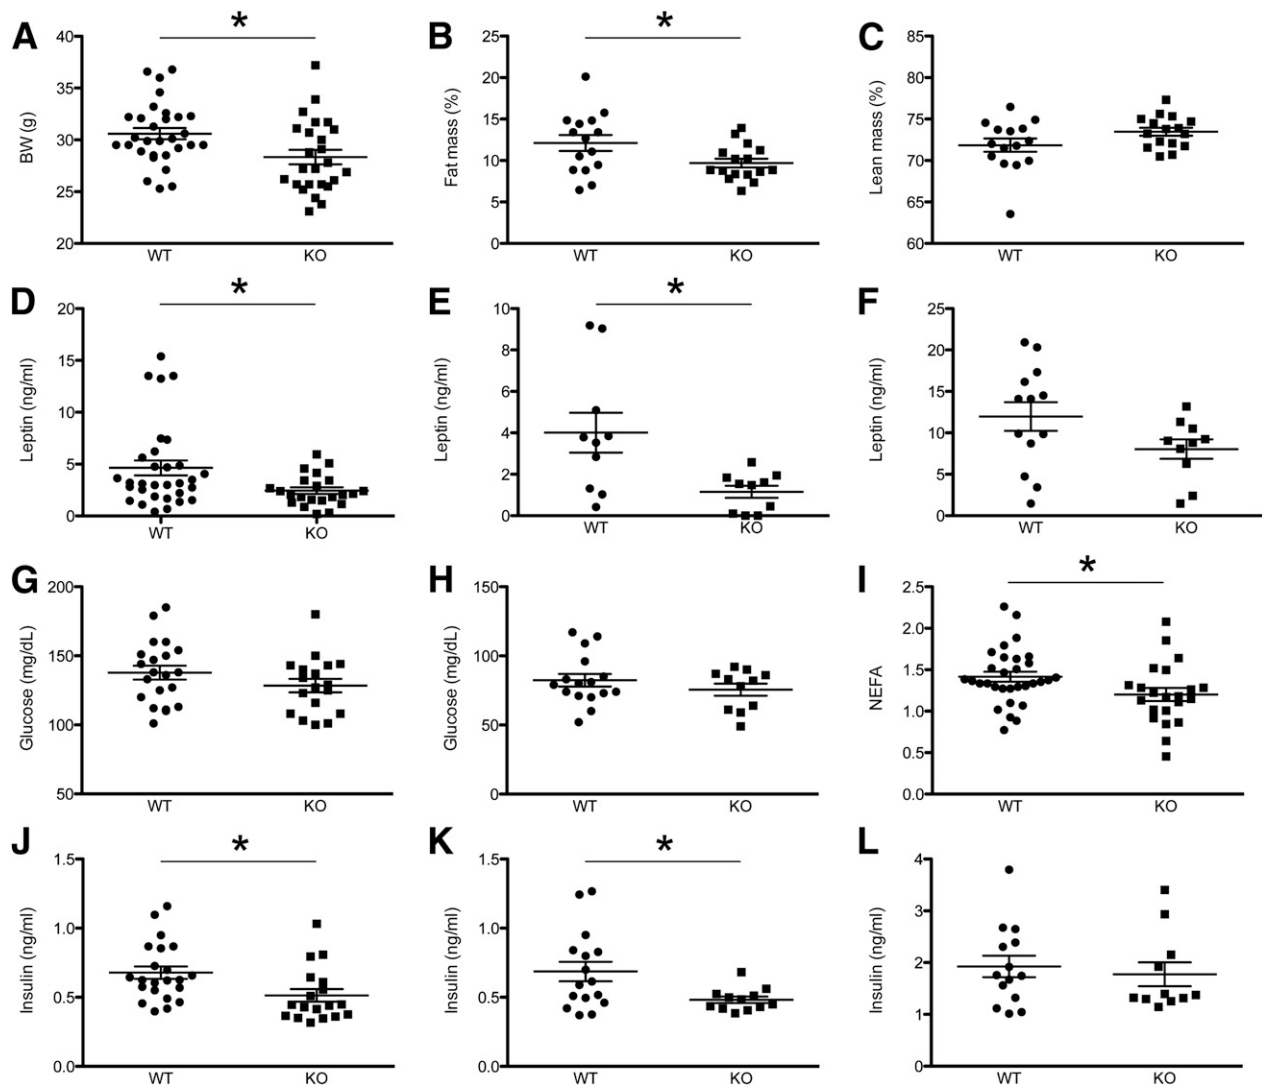 A
*
BW (g)
40
35
30
25
20
WT KO
B
*
Fat mass (%)
25
20
15
10
5
0
WT KO
C
Lean mass (%)
85
80
75
70
65
60
WT KO
D
*
Leptin (ng/ml)
20
15
10
5
0
WT KO
E
*
Leptin (ng/ml)
10
8
6
4
2
0
WT KO
F
Leptin (ng/ml)
25
20
15
10
5
0
WT KO
G
Glucose (mg/dL)
200
150
100
50
WT KO
H
Glucose (mg/dL)
150
100
50
0
WT KO
I
*
NEFA
2.5
2.0
1.5
1.0
0.5
0.0
WT KO
J
*
Insulin (ng/ml)
1.5
1.0
0.5
0.0
WT KO
K
*
Insulin (ng/ml)
1.5
1.0
0.5
0.0
WT KO
L
Insulin (ng/ml)
4
3
2
1
0
WT KO